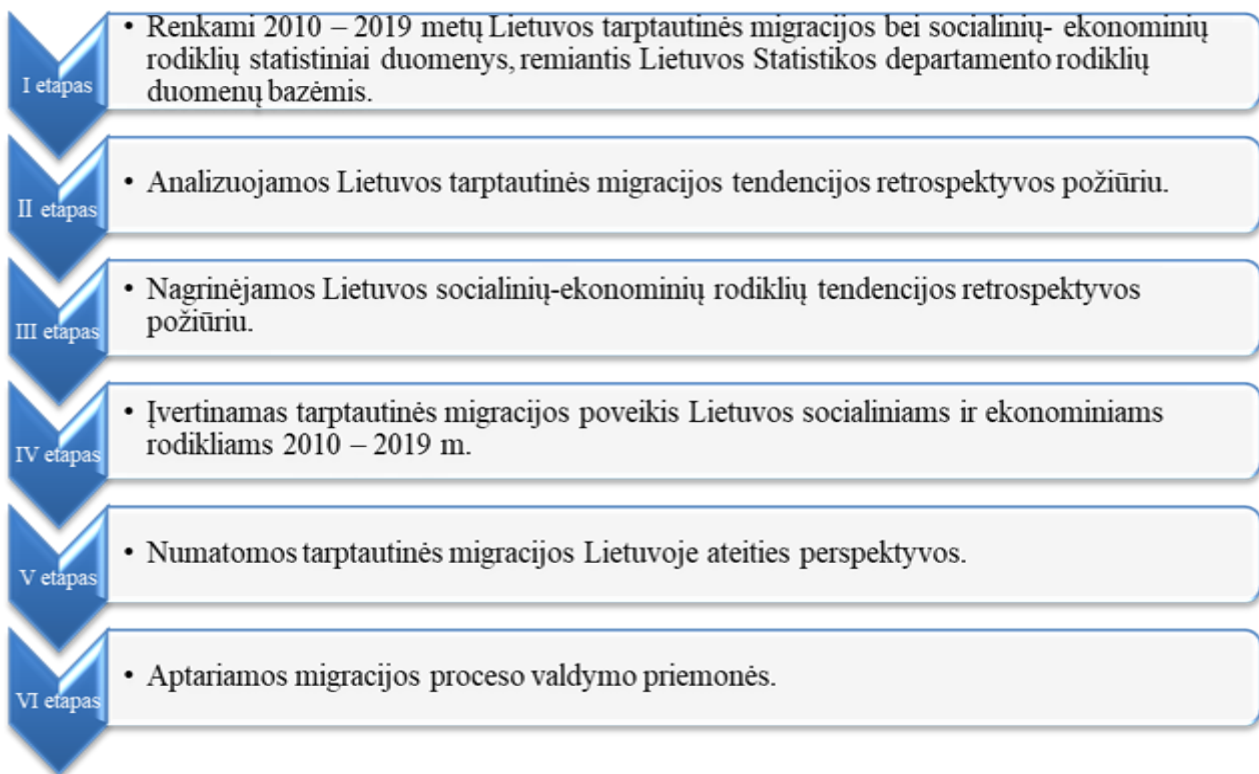 I etapas
• Renkami 2010 – 2019 metų Lietuvos tarptautinės migracijos bei socialinių- ekonominių
rodiklių statistiniai duomenys, remiantis Lietuvos Statistikos departamento rodiklių
duomenų bazėmis.
II etapas
• Analizuojamos Lietuvos tarptautinės migracijos tendencijos retrospektyvos požiūriu.
III etapas
• Nagrinėjamos Lietuvos socialinių-ekonominių rodiklių tendencijos retrospektyvos
požiūriu.
IV etapas
• Įvertinamas tarptautinės migracijos poveikis Lietuvos socialiniams ir ekonominiams
rodikliams 2010 – 2019 m.
V etapas
• Numatomos tarptautinės migracijos Lietuvoje ateities perspektyvos.
VI etapas
• Aptariamos migracijos proceso valdymo priemonės.